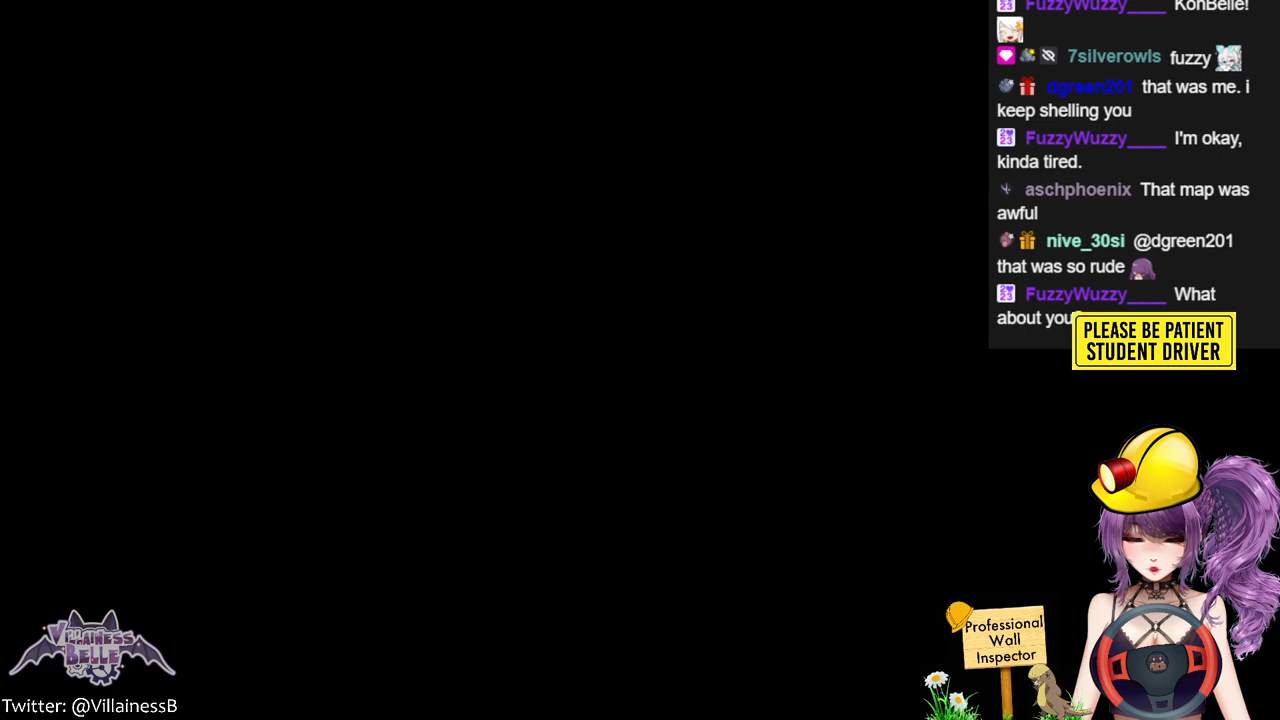 FuzzyWuzzy____ KonBelle!
7silverowls fuzzy
dgreen201 that was me. i
keep shelling you
FuzzyWuzzy____ I'm okay,
kinda tired.
aschphoenix That map was
awful
nive_30si @dgreen201
that was so rude
FuzzyWuzzy____ What
about you
PLEASE BE PATIENT
STUDENT DRIVER
Professional
Wall
Inspector
VILLAINESS
BELLE
Twitter: @VillainessB